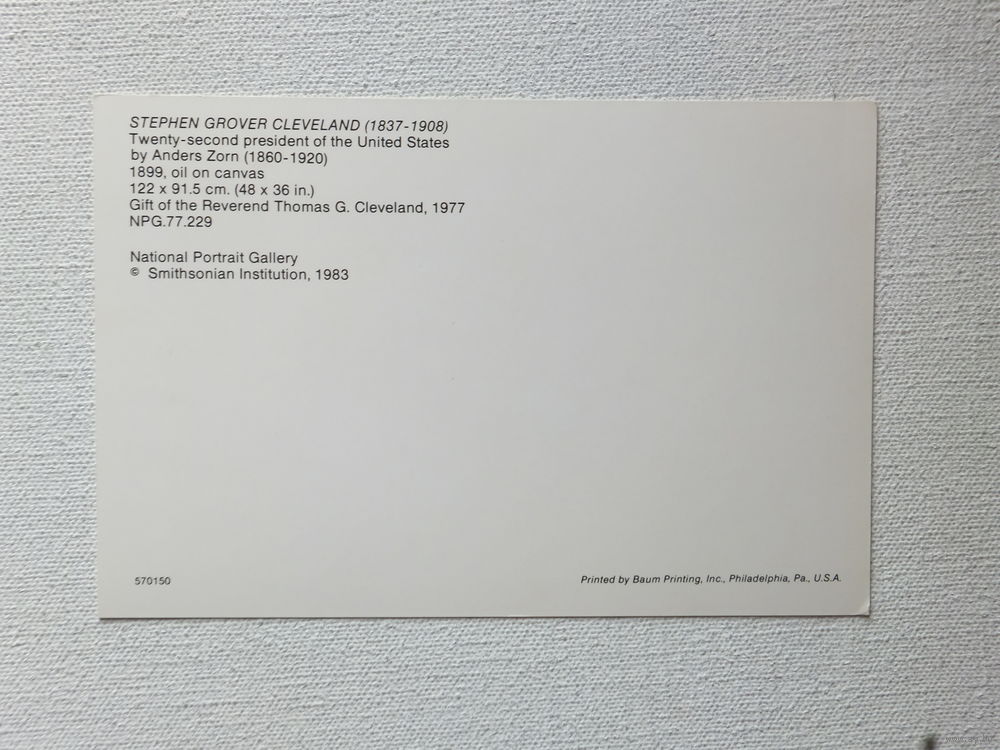 STEPHEN GROVER CLEVELAND (1837-1908)
Twenty-second president of the United States
by Anders Zorn (1860-1920)
1899, oil on canvas
122 x 91.5 cm. (48 x 36 in.)
Gift of the Reverend Thomas G. Cleveland, 1977
NPG.77.229
National Portrait Gallery
© Smithsonian Institution, 1983
570150
Printed by Baum Printing, Inc., Philadelphia, Pa., U.S.A.